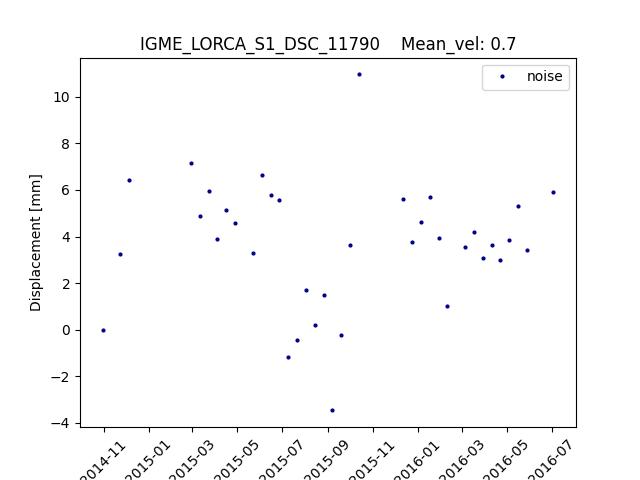 IGME_LORCA_S1_DSC_11790    Mean_vel: 0.7
noise
Displacement [mm]
10
8
6
4
2
0
−2
−4
2014-11 2015-01 2015-03 2015-05 2015-07 2015-09 2015-11 2016-01 2016-03 2016-05 2016-07